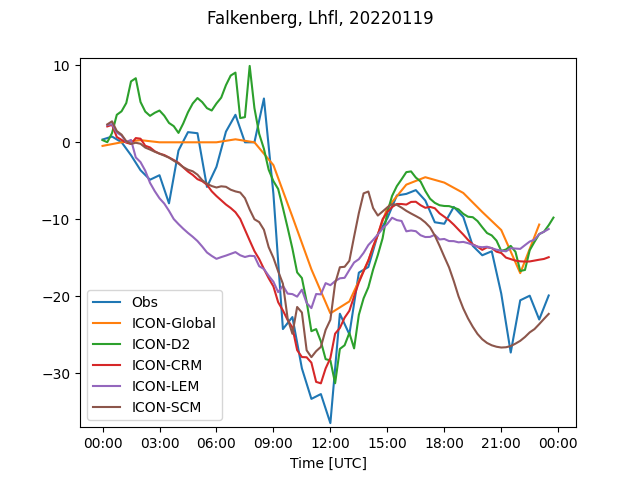 Falkenberg, Lhfl, 20220119
10
0
−10
−20
−30
Obs
ICON-Global
ICON-D2
ICON-CRM
ICON-LEM
ICON-SCM
00:00 03:00 06:00 09:00 12:00 15:00 18:00 21:00 00:00
Time [UTC]